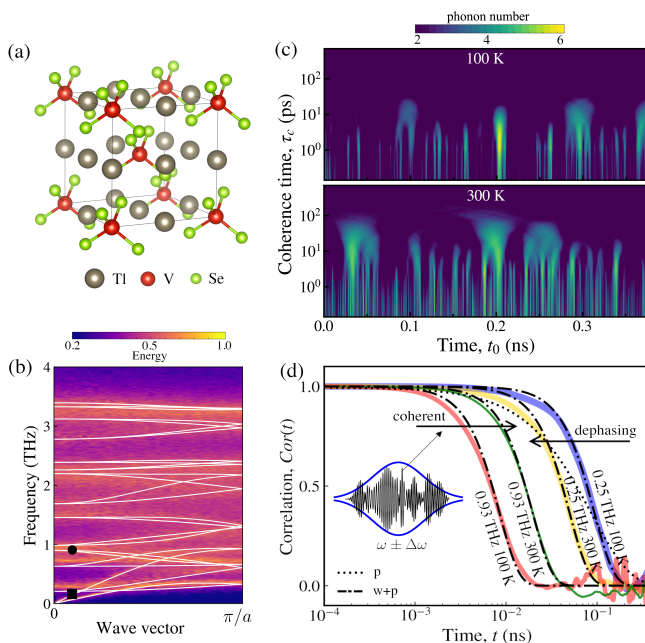 (a)
Tl V Se
0.2 0.5 1.0
Energy
(b)
4
3
2
1
0
Frequency (THz)
0 π/a
Wave vector
phonon number
2 4 6
(c)
100 K
10²
10¹
10⁰
300 K
10²
10¹
10⁰
Coherence time, τc (ps)
0.0 0.1 0.2 0.3
Time, t₀ (ns)
(d)
1.0
0.5
0.0
Correlation, Cor(t)
coherent
dephasing
ω ± Δω
0.93 THz 100 K
0.93 THz 300 K
0.25 THz 300 K
0.25 THz 100 K
p
w+p
10⁻⁴ 10⁻³ 10⁻² 10⁻¹
Time, t (ns)